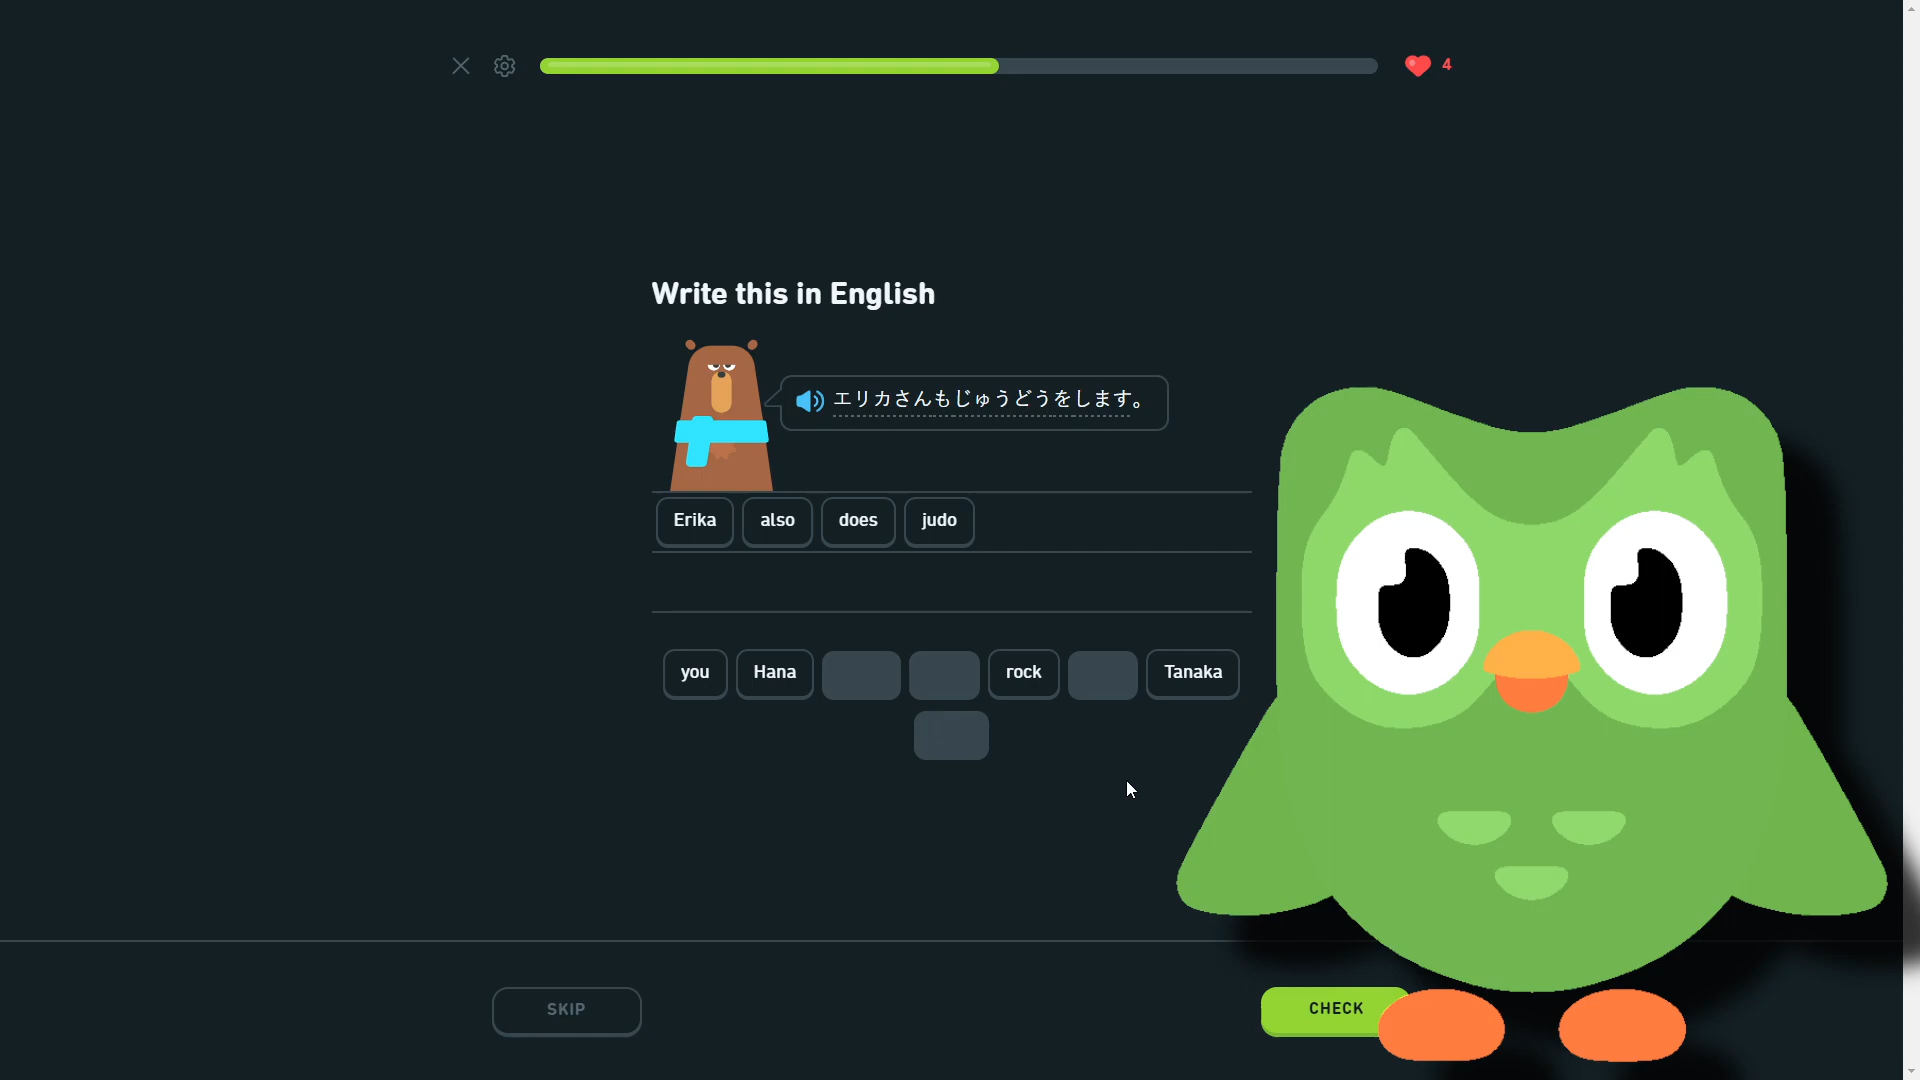 4
Write this in English
エリカさんもじゅうどうをします。
Erika also does judo
you Hana rock Tanaka
SKIP CHECK